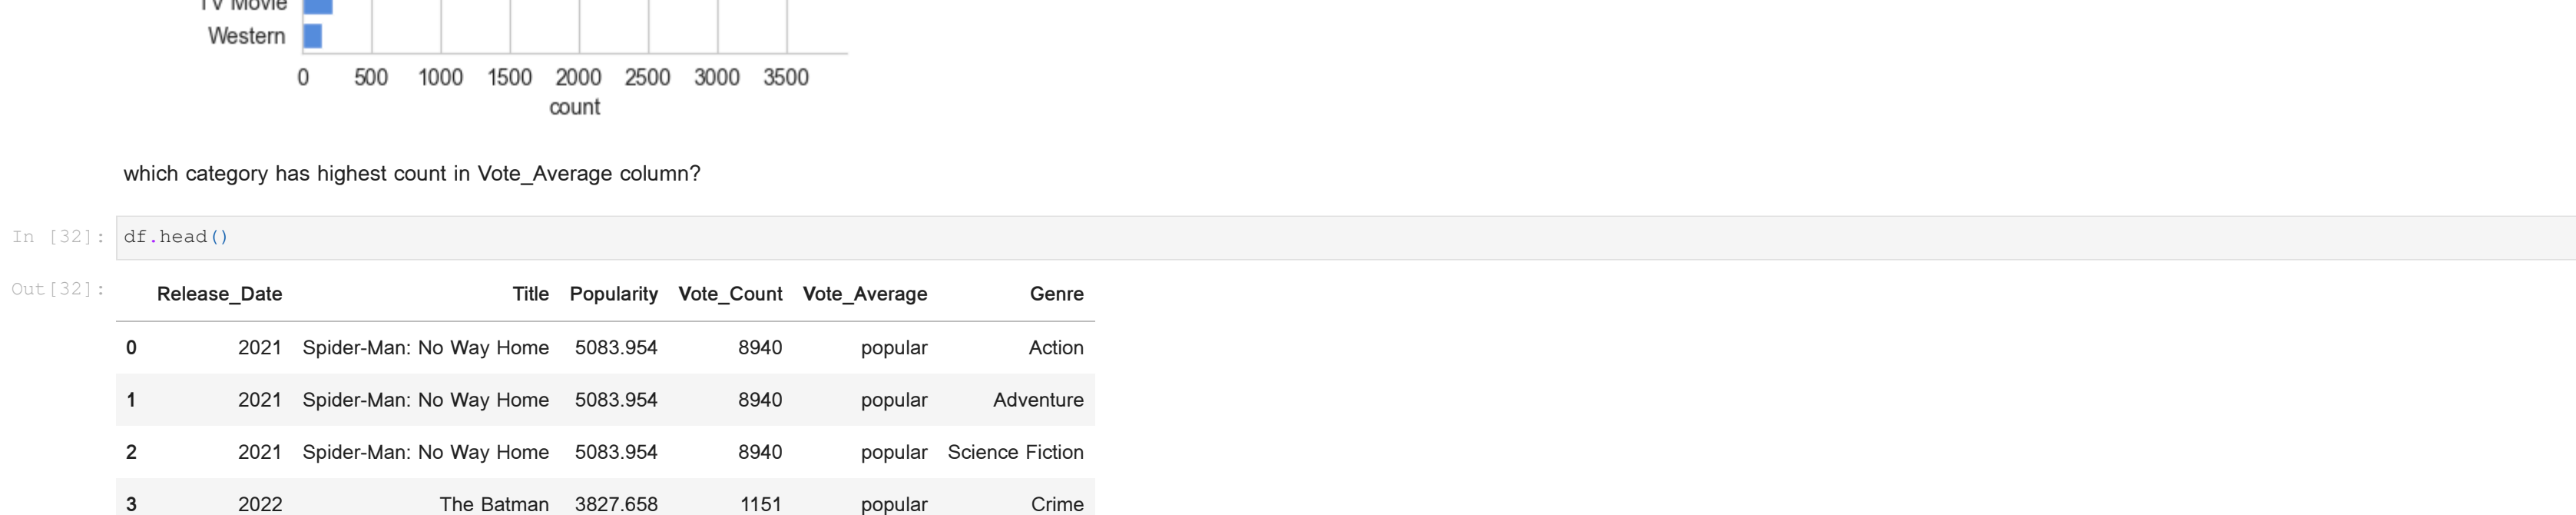 TV Movie
Western
0 500 1000 1500 2000 2500 3000 3500
count
which category has highest count in Vote_Average column?
In [32]: df.head()
Out[32]:
Release_Date Title Popularity Vote_Count Vote_Average Genre
0 2021 Spider-Man: No Way Home 5083.954 8940 popular Action
1 2021 Spider-Man: No Way Home 5083.954 8940 popular Adventure
2 2021 Spider-Man: No Way Home 5083.954 8940 popular Science Fiction
3 2022 The Batman 3827.658 1151 popular Crime